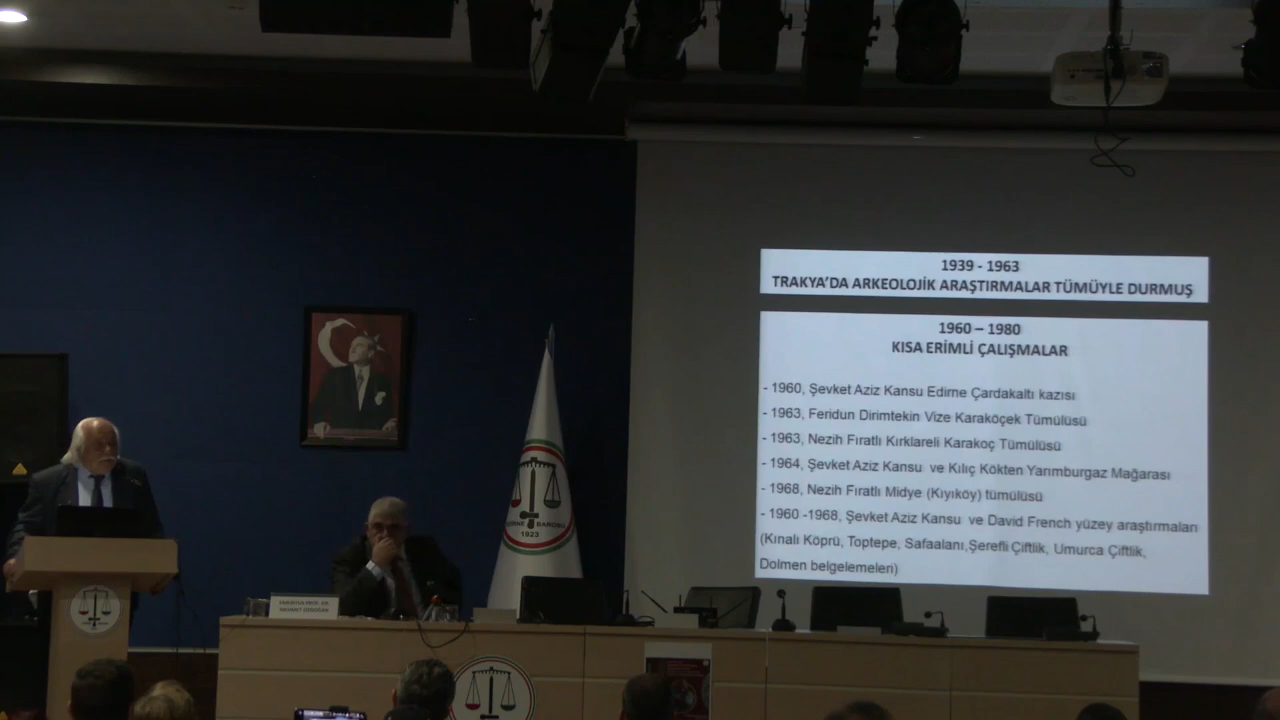 1939 - 1963
TRAKYA'DA ARKEOLOJİK ARAŞTIRMALAR TÜMÜYLE DURMUŞ
1960 – 1980
KISA ERİMLİ ÇALIŞMALAR
- 1960, Şevket Aziz Kansu Edirne Çardakaltı kazısı
- 1963, Feridun Dirimtekin Vize Karakoçek Tümülüsü
- 1963, Nezih Fıratlı Kırklareli Karakoç Tümülüsü
- 1964, Şevket Aziz Kansu ve Kılıç Kökten Yarımburgaz Mağarası
- 1968, Nezih Fıratlı Midye (Kıyıköy) tümülüsü
- 1960 -1968, Şevket Aziz Kansu ve David French yüzey araştırmaları
(Kınalı Köprü, Toptepe, Safaalanı,Şerefli Çiftlik, Umurca Çiftlik,
Dolmen belgelemeleri)
BAROSU
1923